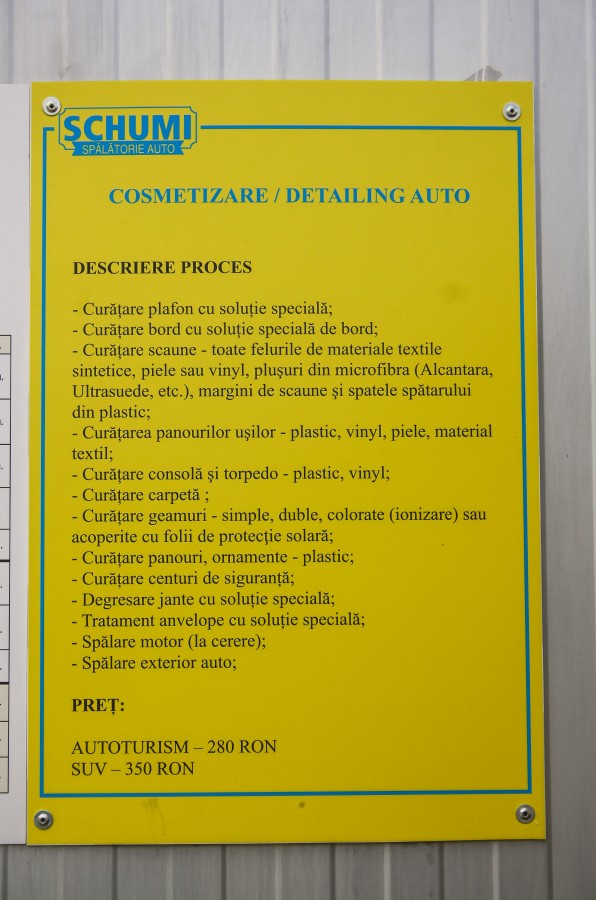 SCHUMI
SPĂLĂTORIE AUTO
COSMETIZARE / DETAILING AUTO
DESCRIERE PROCES
- Curățare plafon cu soluție specială;
- Curățare bord cu soluție specială de bord;
- Curățare scaune - toate felurile de materiale textile
sintetice, piele sau vinyl, plușuri din microfibra (Alcantara,
Ultrasuede, etc.), margini de scaune și spatele spătarului
din plastic;
- Curățarea panourilor ușilor - plastic, vinyl, piele, material
textil;
- Curățare consolă și torpedo - plastic, vinyl;
- Curățare carpetă ;
- Curățare geamuri - simple, duble, colorate (ionizare) sau
acoperite cu folii de protecție solară;
- Curățare panouri, ornamente - plastic;
- Curățare centuri de siguranță;
- Degresare jante cu soluție specială;
- Tratament anvelope cu soluție specială;
- Spălare motor (la cerere);
- Spălare exterior auto;
PREȚ:
AUTOTURISM – 280 RON
SUV – 350 RON